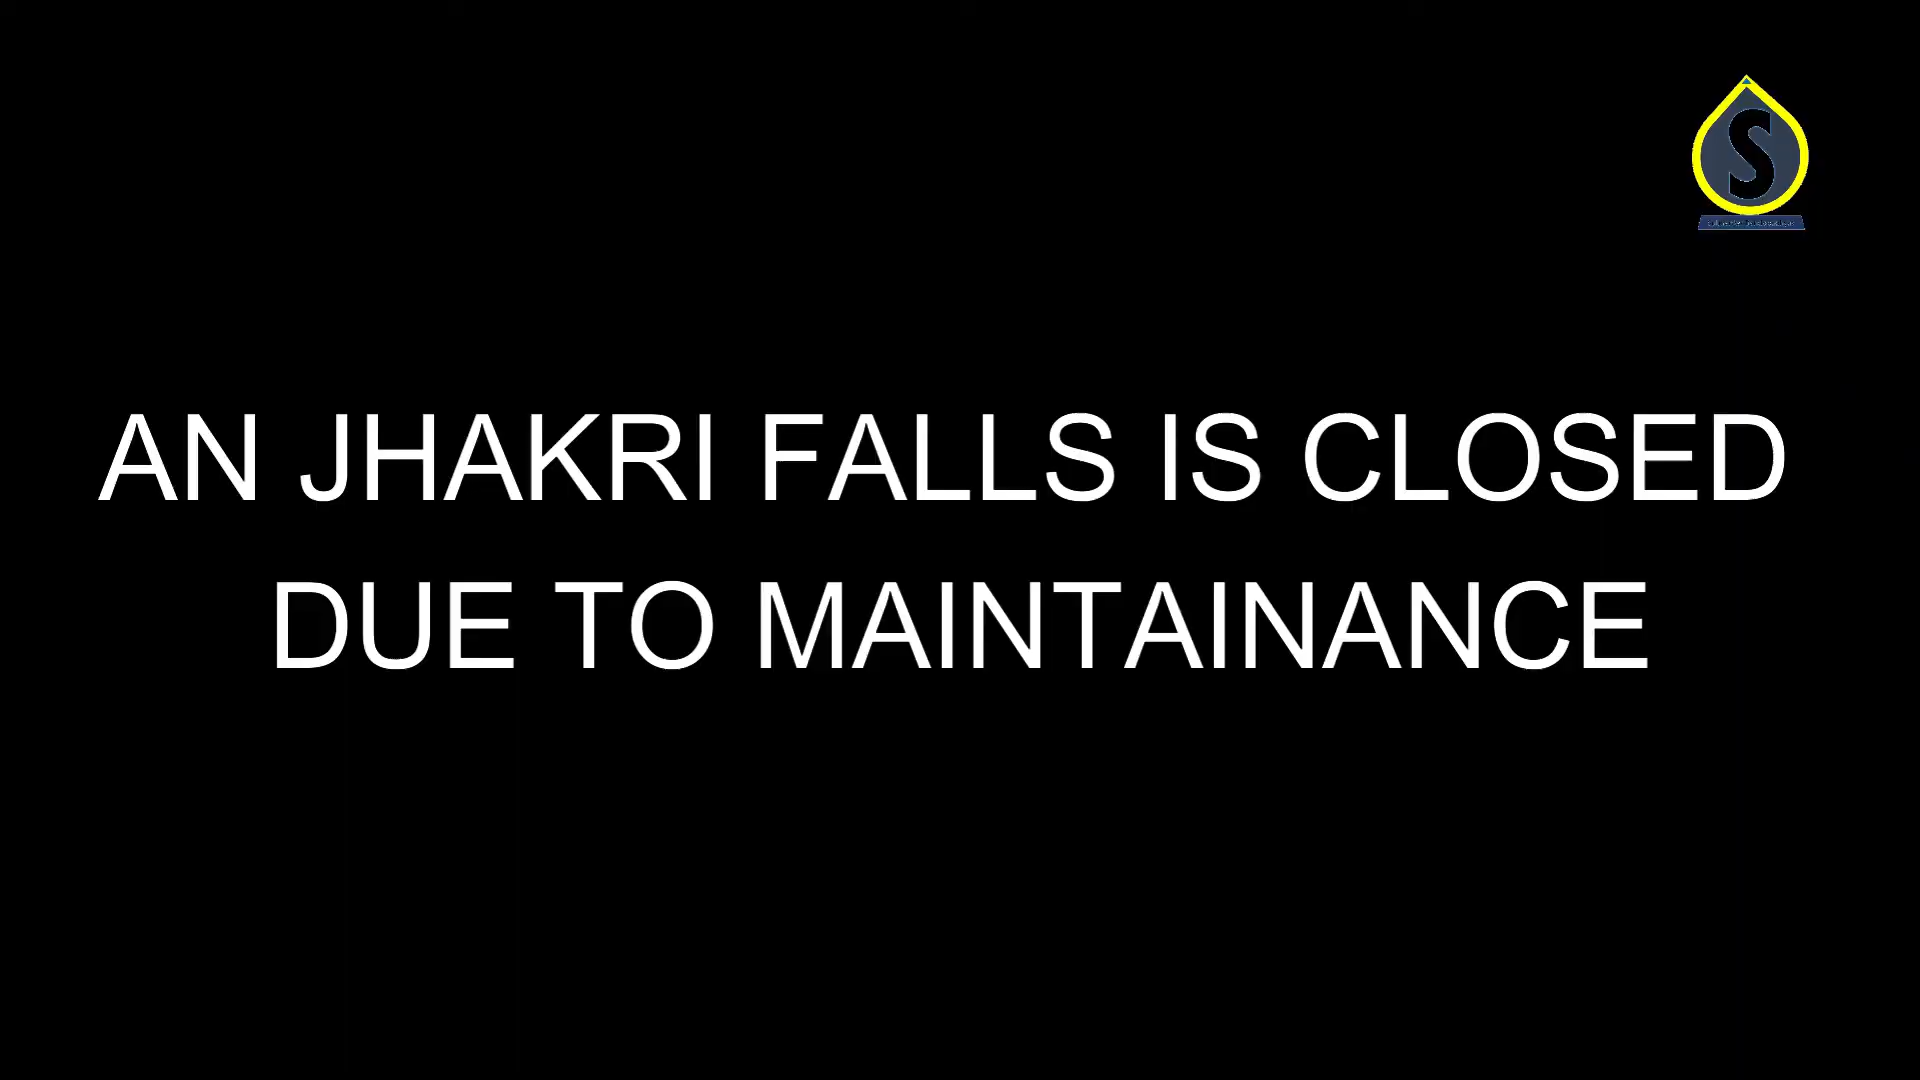 S
AN JHAKRI FALLS IS CLOSED
DUE TO MAINTAINANCE